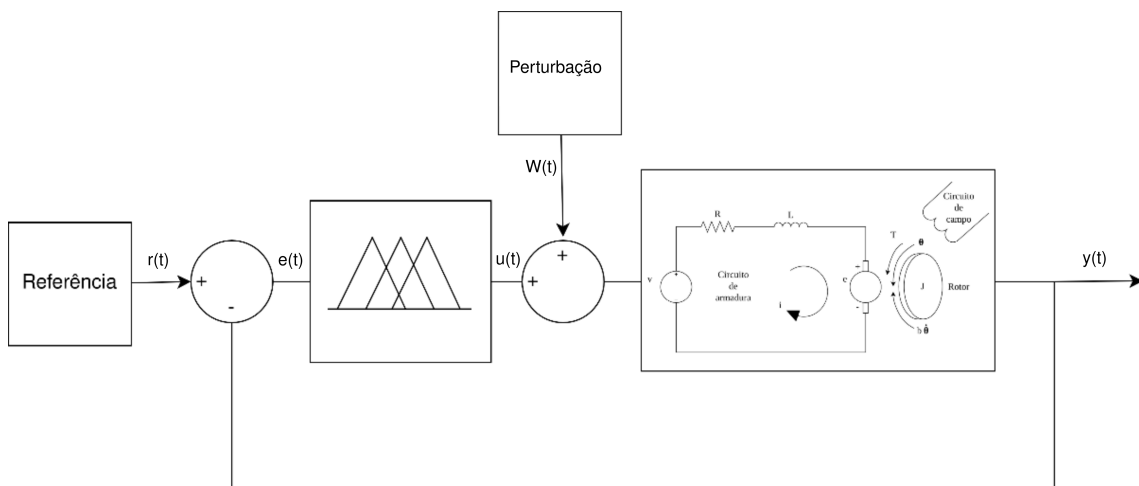 Perturbação
W(t)
Referência
r(t)
+
-
e(t)
u(t)
+
+
R
L
v
+
-
Circuito
de
armadura
i
+
e
-
T
θ
J
Rotor
b θ̇
Circuito
de
campo
y(t)